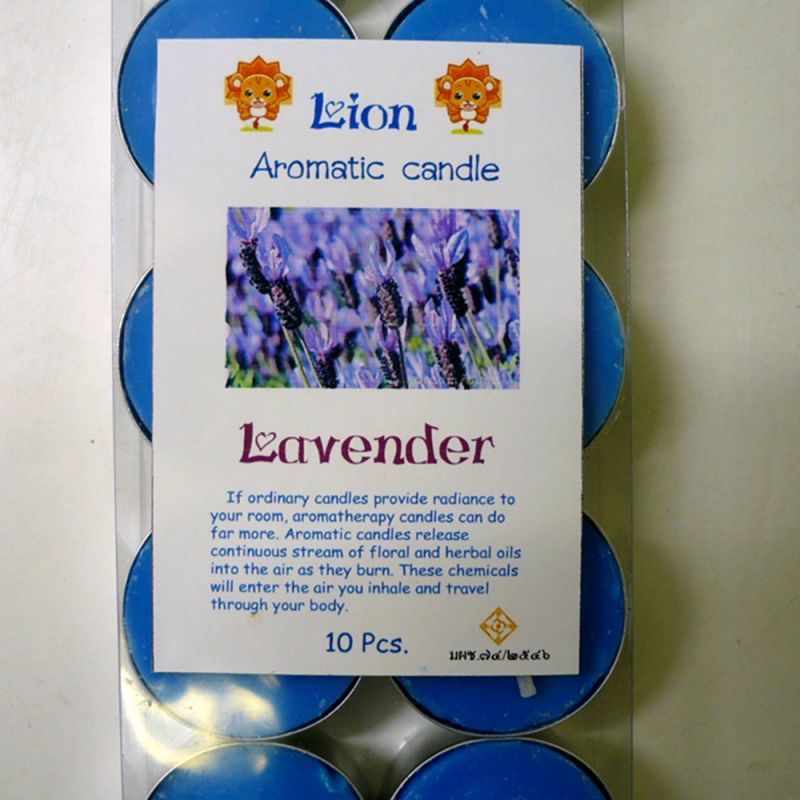 Lion
Aromatic candle
Lavender
If ordinary candles provide radiance to
your room, aromatherapy candles can do
far more. Aromatic candles release
continuous stream of floral and herbal oils
into the air as they burn. These chemicals
will enter the air you inhale and travel
through your body.
10 Pcs.
มผช.๗๔/๒๕๔๖